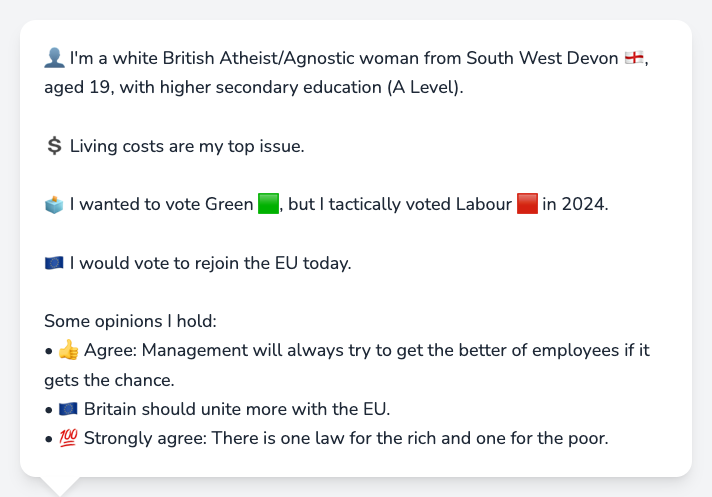 👤 I'm a white British Atheist/Agnostic woman from South West Devon 🏴󠁧󠁢󠁥󠁮󠁧󠁿,
aged 19, with higher secondary education (A Level).
💲 Living costs are my top issue.
🗳️ I wanted to vote Green 🟩, but I tactically voted Labour 🟥 in 2024.
🇪🇺 I would vote to rejoin the EU today.
Some opinions I hold:
• 👍 Agree: Management will always try to get the better of employees if it
gets the chance.
• 🇪🇺 Britain should unite more with the EU.
• 💯 Strongly agree: There is one law for the rich and one for the poor.